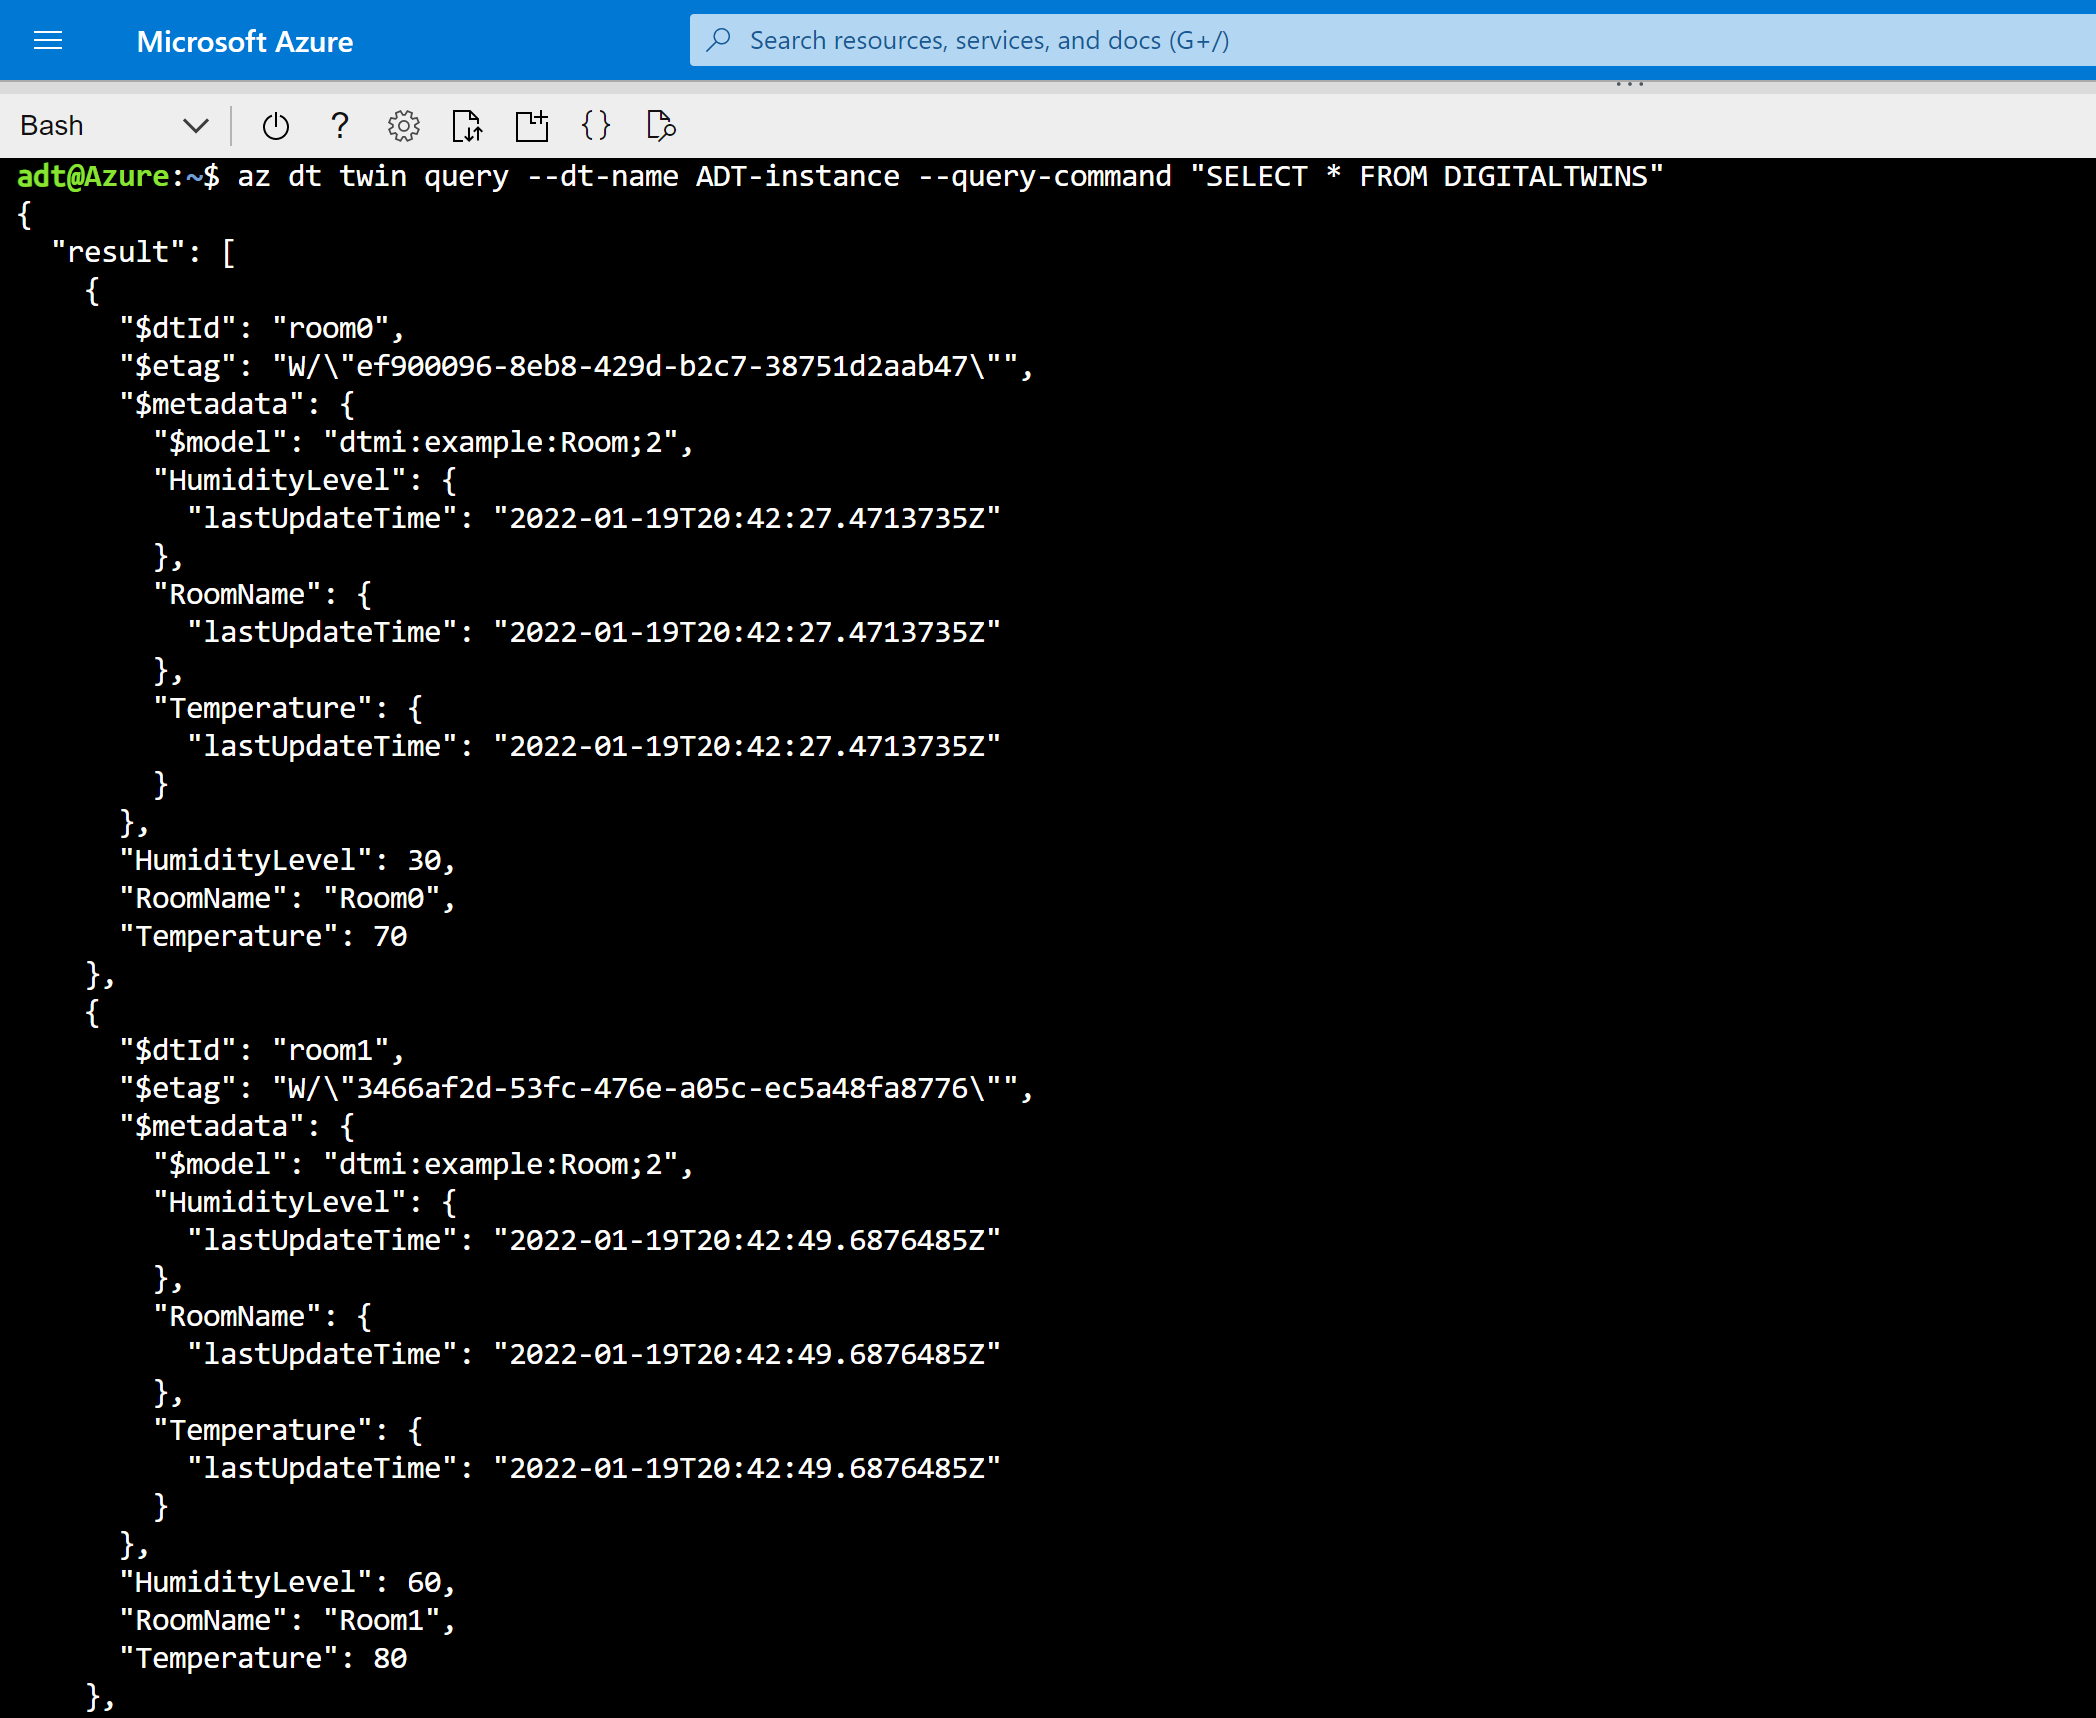 Microsoft Azure
Search resources, services, and docs (G+/)
Bash
adt@Azure:~$ az dt twin query --dt-name ADT-instance --query-command "SELECT * FROM DIGITALTWINS"
{
  "result": [
    {
      "$dtId": "room0",
      "$etag": "W/\"ef900096-8eb8-429d-b2c7-38751d2aab47\"",
      "$metadata": {
        "$model": "dtmi:example:Room;2",
        "HumidityLevel": {
          "lastUpdateTime": "2022-01-19T20:42:27.4713735Z"
        },
        "RoomName": {
          "lastUpdateTime": "2022-01-19T20:42:27.4713735Z"
        },
        "Temperature": {
          "lastUpdateTime": "2022-01-19T20:42:27.4713735Z"
        }
      },
      "HumidityLevel": 30,
      "RoomName": "Room0",
      "Temperature": 70
    },
    {
      "$dtId": "room1",
      "$etag": "W/\"3466af2d-53fc-476e-a05c-ec5a48fa8776\"",
      "$metadata": {
        "$model": "dtmi:example:Room;2",
        "HumidityLevel": {
          "lastUpdateTime": "2022-01-19T20:42:49.6876485Z"
        },
        "RoomName": {
          "lastUpdateTime": "2022-01-19T20:42:49.6876485Z"
        },
        "Temperature": {
          "lastUpdateTime": "2022-01-19T20:42:49.6876485Z"
        }
      },
      "HumidityLevel": 60,
      "RoomName": "Room1",
      "Temperature": 80
    },